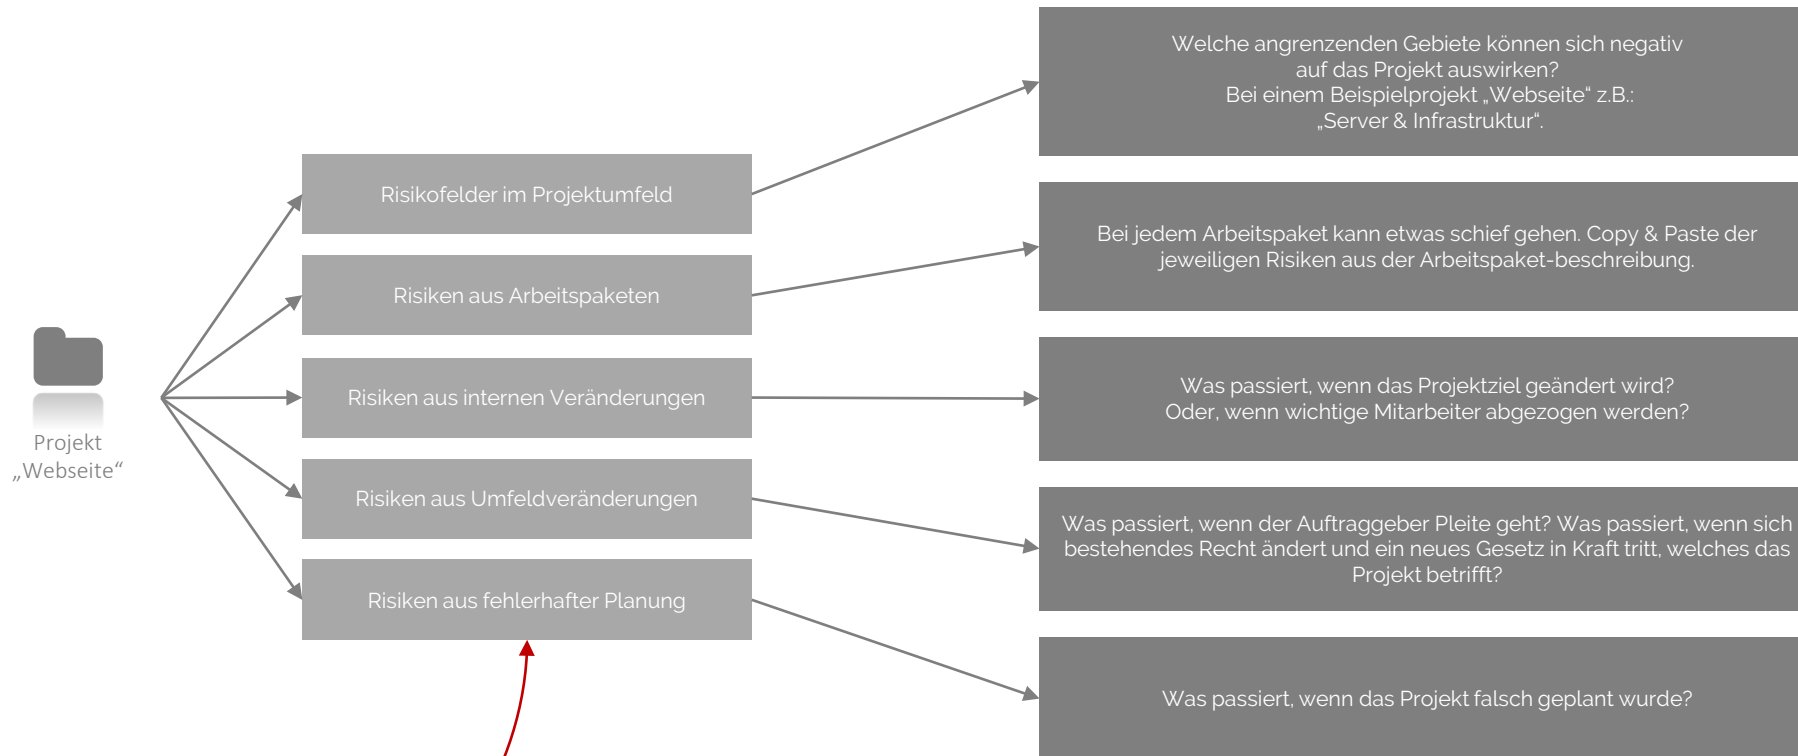 Projekt
„Webseite“
Risikofelder im Projektumfeld
Risiken aus Arbeitspaketen
Risiken aus internen Veränderungen
Risiken aus Umfeldveränderungen
Risiken aus fehlerhafter Planung
Welche angrenzenden Gebiete können sich negativ
auf das Projekt auswirken?
Bei einem Beispielprojekt „Webseite“ z.B.:
„Server & Infrastruktur“.
Bei jedem Arbeitspaket kann etwas schief gehen. Copy & Paste der
jeweiligen Risiken aus der Arbeitspaket-beschreibung.
Was passiert, wenn das Projektziel geändert wird?
Oder, wenn wichtige Mitarbeiter abgezogen werden?
Was passiert, wenn der Auftraggeber Pleite geht? Was passiert, wenn sich
bestehendes Recht ändert und ein neues Gesetz in Kraft tritt, welches das
Projekt betrifft?
Was passiert, wenn das Projekt falsch geplant wurde?